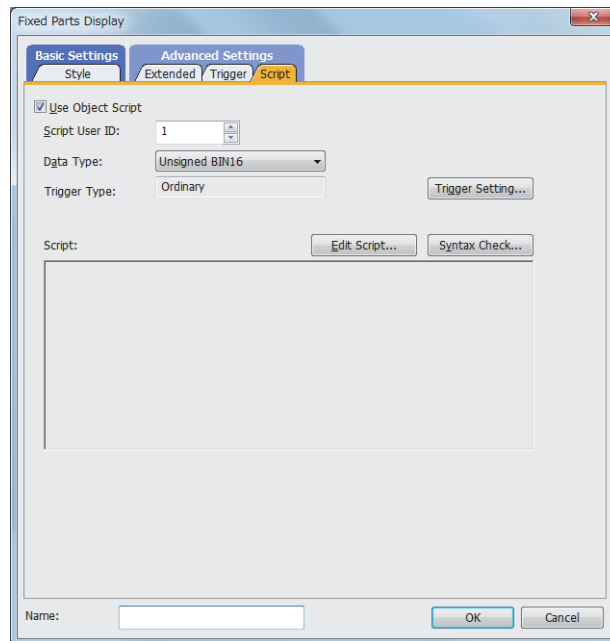 Fixed Parts Display
x
Basic Settings Advanced Settings
Style Extended Trigger Script
Use Object Script
Script User ID: 1
Data Type: Unsigned BIN16
Trigger Type: Ordinary Trigger Setting...
Script: Edit Script... Syntax Check...
Name: OK Cancel